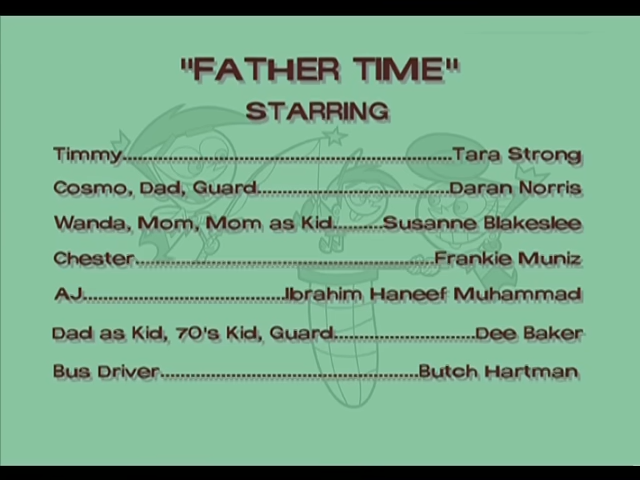 "FATHER TIME"
STARRING
Timmy..................................................................Tara Strong
Cosmo, Dad, Guard......................................Daran Norris
Wanda, Mom, Mom as Kid..........Susanne Blakeslee
Chester............................................................Frankie Muniz
AJ........................................Ibrahim Haneef Muhammad
Dad as Kid, 70's Kid, Guard............................Dee Baker
Bus Driver....................................................Butch Hartman